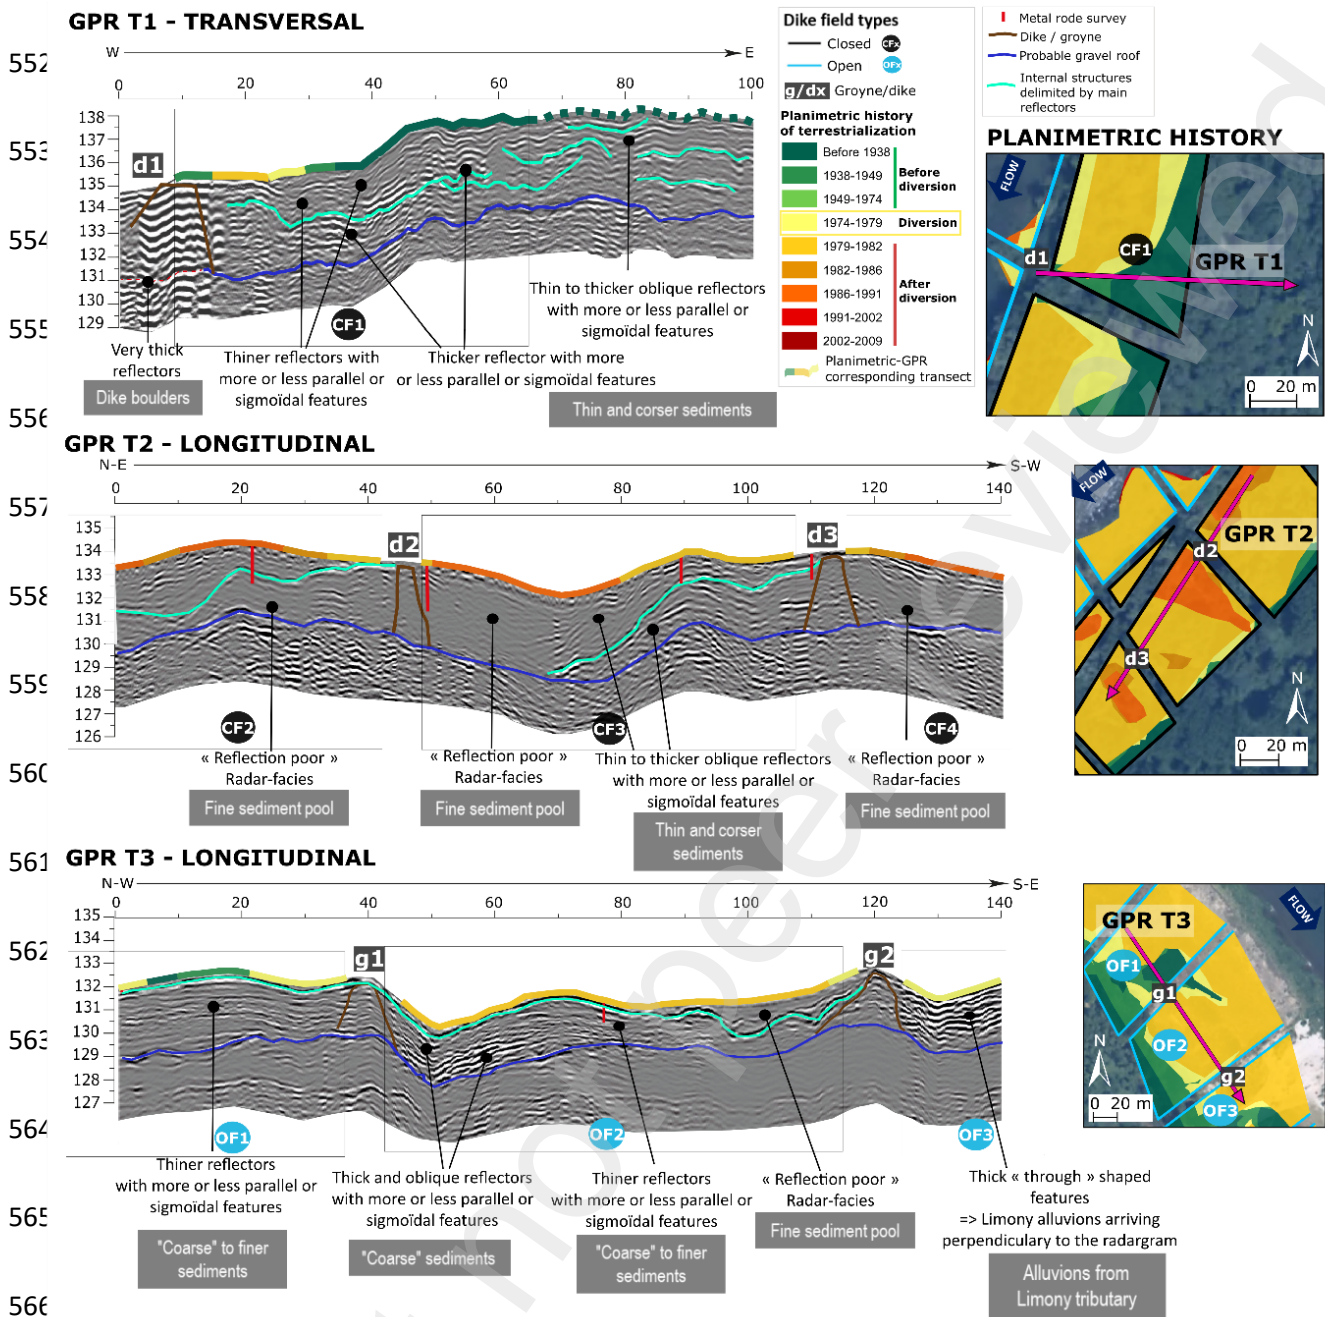 GPR T1 - TRANSVERSAL
W
E
0 20 40 60 80 100
138
137
136
135
134
133
132
131
130
129
d1
CF1
Very thick
reflectors
Dike boulders
Thiner reflectors with
more or less parallel or
sigmoïdal features
Thicker reflector with more
or less parallel or sigmoïdal features
Thin to thicker oblique reflectors
with more or less parallel or
sigmoïdal features
Thin and corser sediments
Dike field types
Closed CFx
Open OFx
g/dx Groyne/dike
Planimetric history
of terrestrialization
Before 1938
1938-1949
1949-1974
Before
diversion
1974-1979
Diversion
1979-1982
1982-1986
1986-1991
1991-2002
2002-2009
After
diversion
Planimetric-GPR
corresponding transect
Metal rode survey
Dike / groyne
Probable gravel roof
Internal structures
delimited by main
reflectors
PLANIMETRIC HISTORY
FLOW
CF1
d1
GPR T1
N
0 20 m
GPR T2 - LONGITUDINAL
N-E
S-W
0 20 40 60 80 100 120 140
135
134
133
132
131
130
129
128
127
126
d2
d3
CF2
CF3
CF4
« Reflection poor »
Radar-facies
Fine sediment pool
« Reflection poor »
Radar-facies
Fine sediment pool
Thin to thicker oblique reflectors
with more or less parallel or
sigmoïdal features
Thin and corser
sediments
« Reflection poor »
Radar-facies
Fine sediment pool
FLOW
GPR T2
d2
d3
N
0 20 m
GPR T3 - LONGITUDINAL
N-W
S-E
0 20 40 60 80 100 120 140
135
134
133
132
131
130
129
128
127
g1
g2
OF1
OF2
OF3
Thiner reflectors
with more or less parallel or
sigmoïdal features
"Coarse" to finer
sediments
Thick and oblique reflectors
with more or less parallel or
sigmoïdal features
"Coarse" sediments
Thiner reflectors
with more or less parallel or
sigmoïdal features
"Coarse" to finer
sediments
« Reflection poor »
Radar-facies
Fine sediment pool
Thick « through » shaped
features
=> Limony alluvions arriving
perpendiculary to the radargram
Alluvions from
Limony tributary
FLOW
GPR T3
OF1
g1
OF2
g2
OF3
N
0 20 m
552
553
554
555
556
557
558
559
560
561
562
563
564
565
566